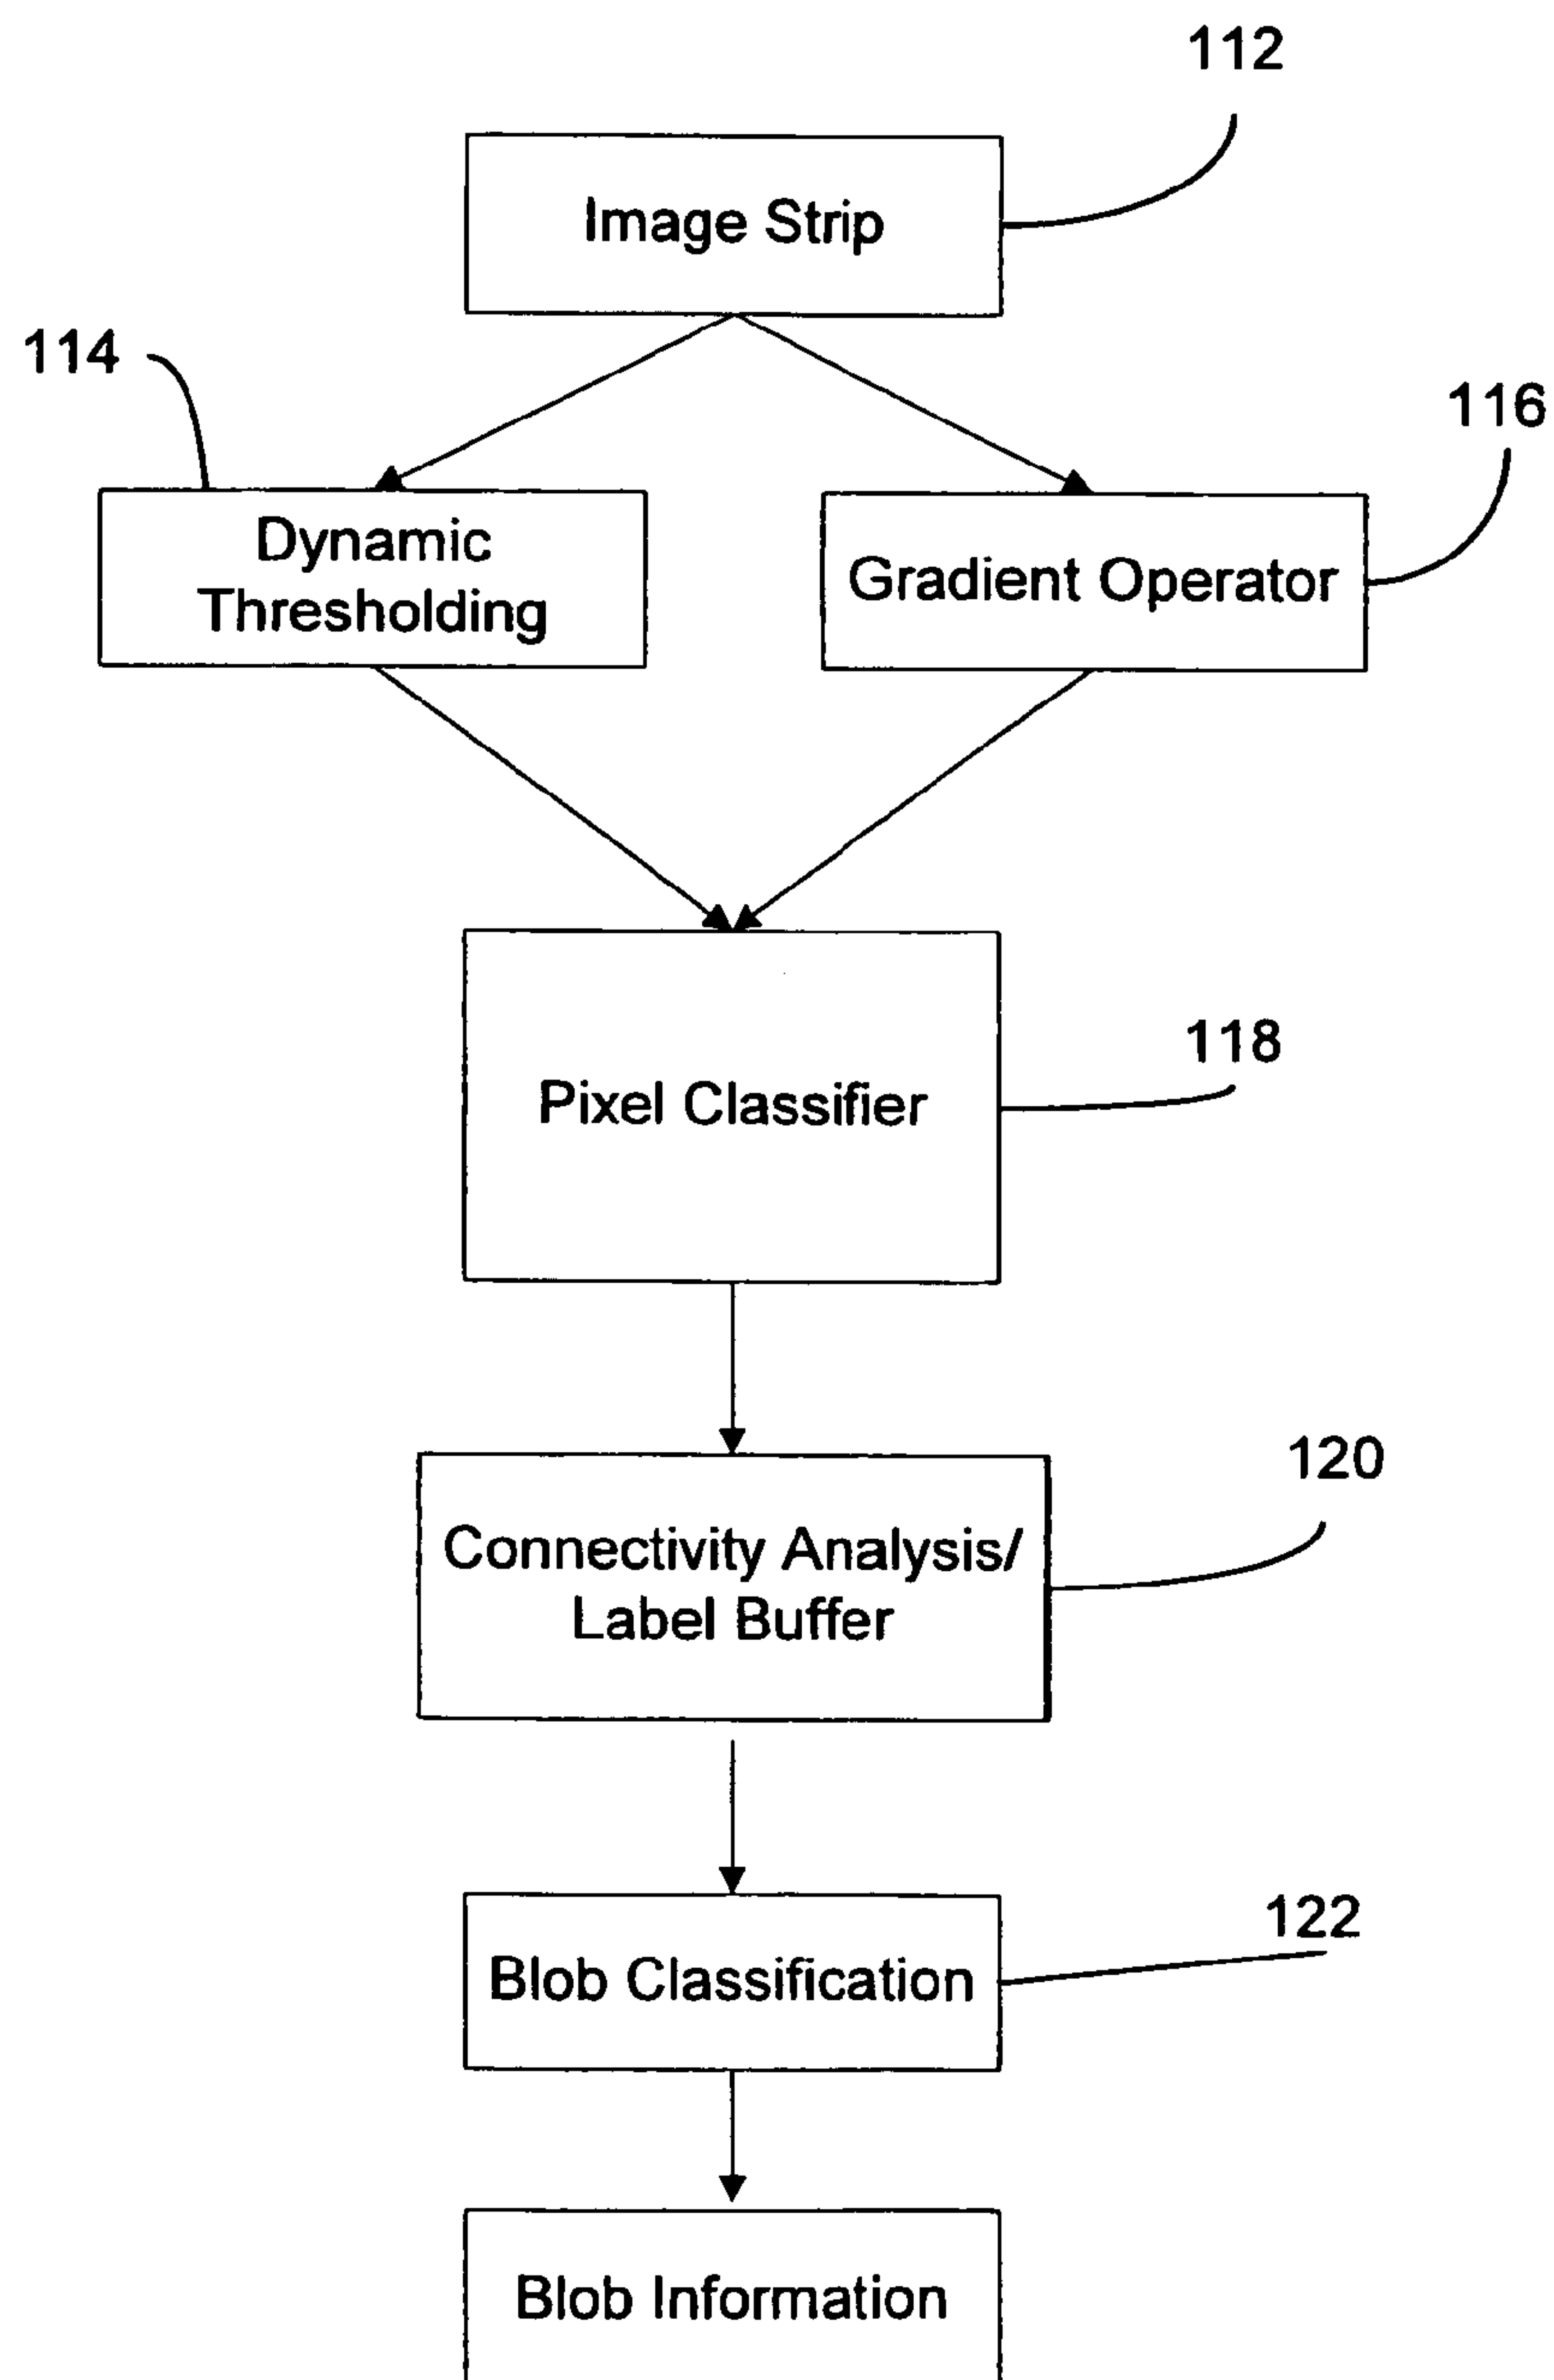 112
Image Strip
114
116
Dynamic
Thresholding
Gradient Operator
118
Pixel Classifier
120
Connectivity Analysis/
Label Buffer
122
Blob Classification
Blob Information